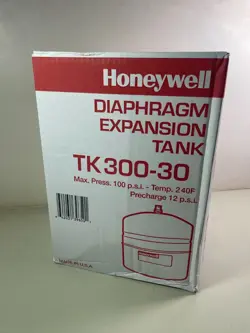 Honeywell
DIAPHRAGM
EXPANSION
TANK
TK300-30
Max. Press. 100 p.s.i. - Temp. 240F
Precharge 12 p.s.i.